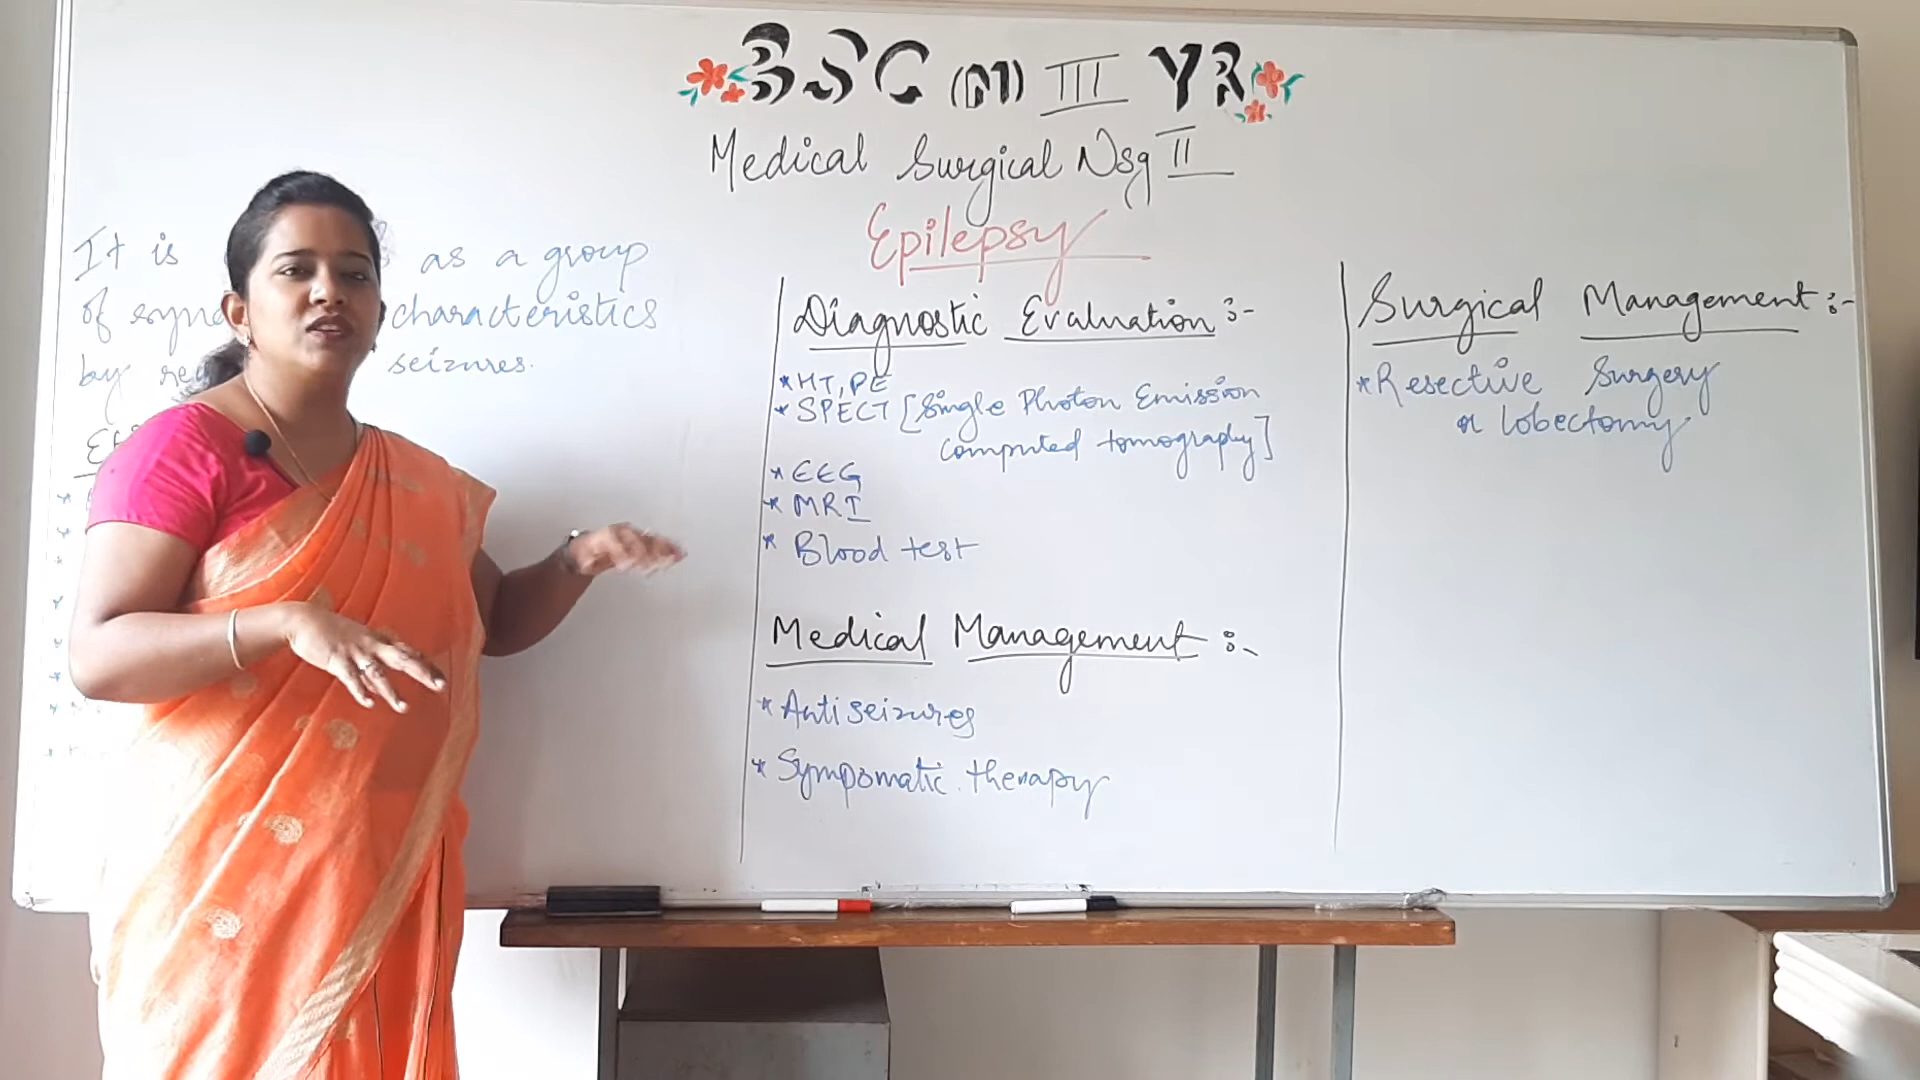 BSC (N) III YR
Medical Surgical Nsg II
Epilepsy
It is as a group
of characteristics
by seizures.
Diagnostic Evaluation :-
* HT, PE
* SPECT [Single Photon Emission
computed tomography]
* EEG
* MRI
* Blood test
Medical Management :-
* Antiseizures
* Sympomatic therapy
Surgical Management :-
* Resective Surgery
or lobectomy